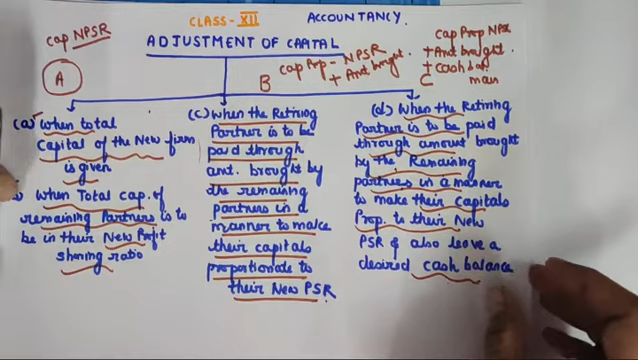 CLASS-XII ACCOUNTANCY.
ADJUSTMENT OF CAPITAL
cap NPSR
A
B
cap Prop - NPSR
+ Amt brought.
cap Prop NPSR
+ Amt brought.
+ Cash bal.
C
(a) When total
Capital of the New firm
is given
When Total cap. of
remaining Partners is to
be in their New Profit
sharing ratio
(c) When the Retiring
Partner is to be
paid through
amt. brought by
the remaining
partners in a
manner to make
their capitals
proportionate to
their New PSR
(d) When the Retiring
Partner is to be paid
through amount brought
by the Remaining
partners in a manner
to make their capitals
Prop. to their New
PSR & also leave a
desired cash balance